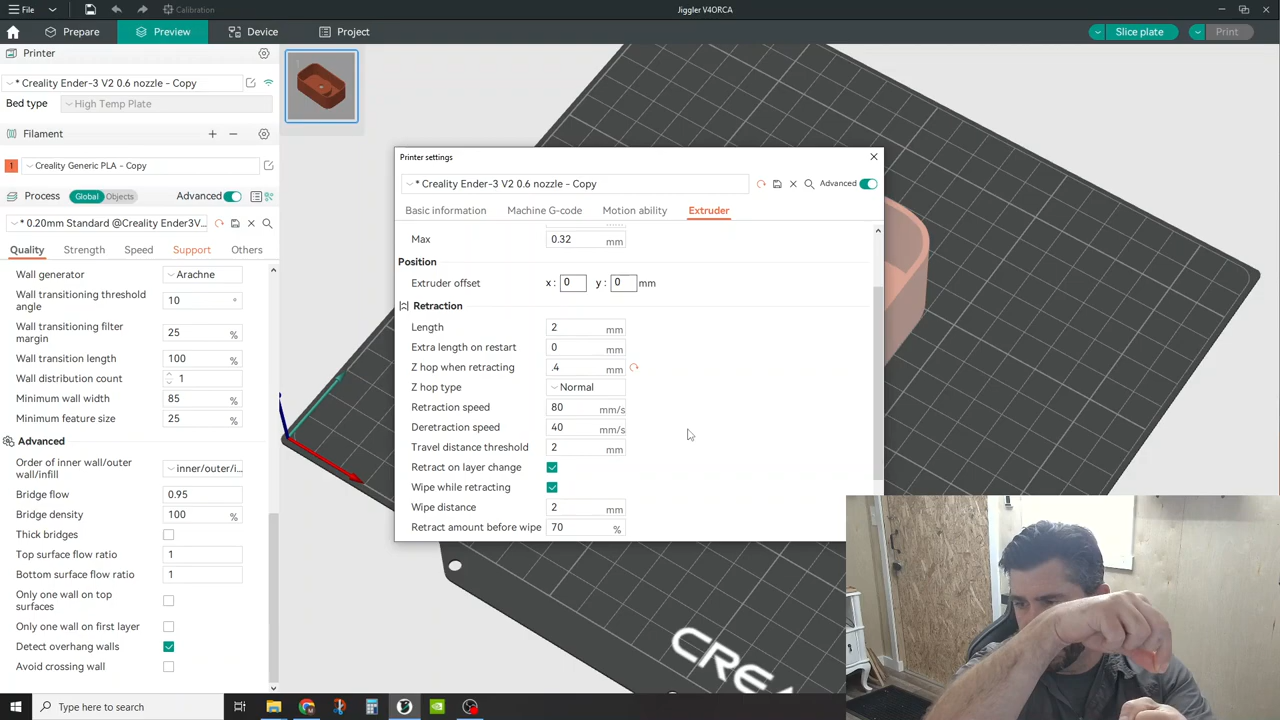 File
Calibration
Jiggler V4ORCA
Prepare
Preview
Device
Project
Slice plate
Print
Printer
* Creality Ender-3 V2 0.6 nozzle - Copy
Bed type
High Temp Plate
Filament
1
Creality Generic PLA - Copy
Process
Global
Objects
Advanced
* 0.20mm Standard @Creality Ender3V...
Quality
Strength
Speed
Support
Others
Wall generator
Arachne
Wall transitioning threshold
angle
10 °
Wall transitioning filter
margin
25 %
Wall transition length
100 %
Wall distribution count
1
Minimum wall width
85 %
Minimum feature size
25 %
Advanced
Order of inner wall/outer
wall/infill
inner/outer/i...
Bridge flow
0.95
Bridge density
100 %
Thick bridges
Top surface flow ratio
1
Bottom surface flow ratio
1
Only one wall on top
surfaces
Only one wall on first layer
Detect overhang walls
Avoid crossing wall
Printer settings
* Creality Ender-3 V2 0.6 nozzle - Copy
Advanced
Basic information
Machine G-code
Motion ability
Extruder
Max
0.32 mm
Position
Extruder offset
x : 0 y : 0 mm
Retraction
Length
2 mm
Extra length on restart
0 mm
Z hop when retracting
.4 mm
Z hop type
Normal
Retraction speed
80 mm/s
Deretraction speed
40 mm/s
Travel distance threshold
2 mm
Retract on layer change
Wipe while retracting
Wipe distance
2 mm
Retract amount before wipe
70 %
CREA
Type here to search